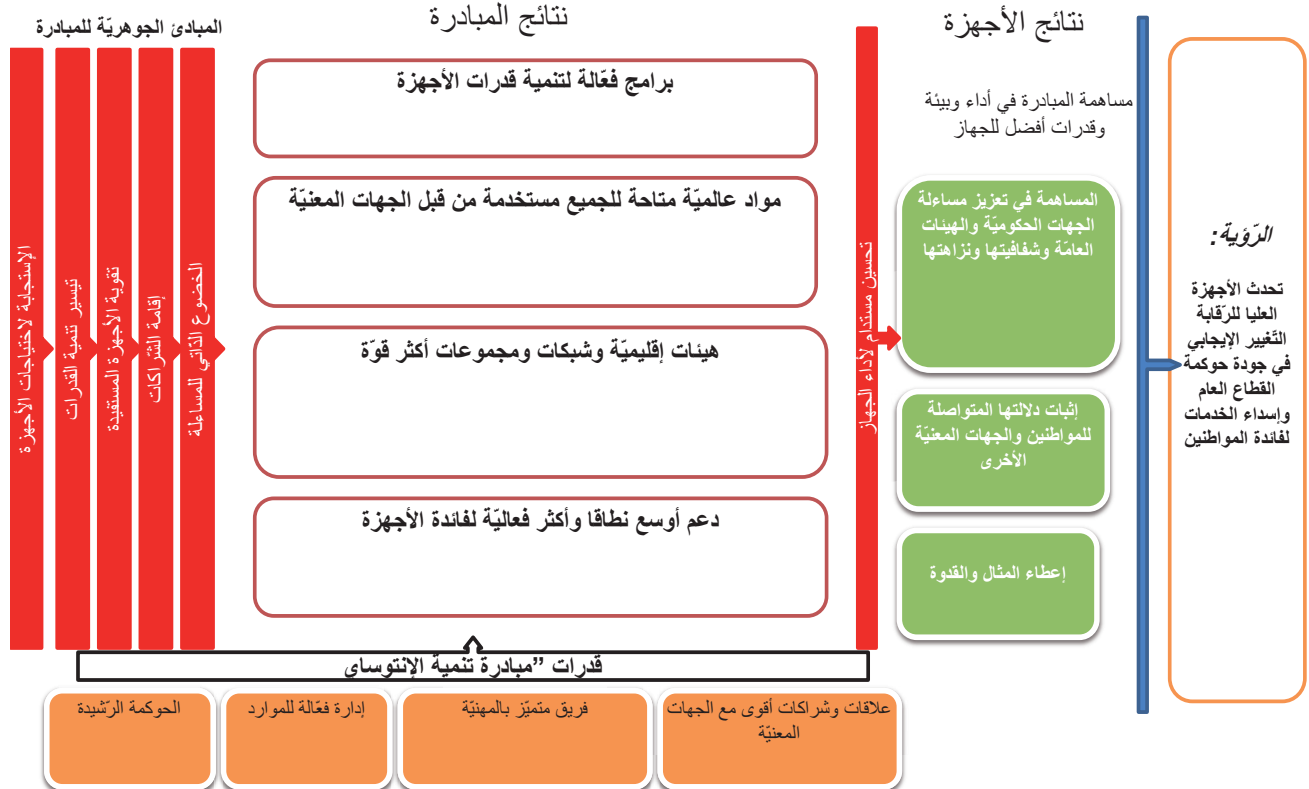 المبادئ الجوهريّة للمبادرة
الإستجابة لاختياجات الأجهزة
تيسير تنمية القدرات
تقوية الأجهزة المستفيدة
إقامة الشراكات
الخضوع الذاتي للمساءلة
نتائج المبادرة
برامج فعّالة لتنمية قدرات الأجهزة
مواد عالميّة متاحة للجميع مستخدمة من قبل الجهات المعنيّة
هيئات إقليميّة وشبكات ومجموعات أكثر قوّة
دعم أوسع نطاقا وأكثر فعاليّة لفائدة الأجهزة
قدرات ”مبادرة تنمية الإنتوساي
الحوكمة الرّشيدة
إدارة فعّالة للموارد
فريق متميّز بالمهنيّة
علاقات وشراكات أقوى مع الجهات
المعنيّة
تحسين مستدام لأداء الجهاز
نتائج الأجهزة
مساهمة المبادرة في أداء وبيئة
وقدرات أفضل للجهاز
المساهمة في تعزيز مساءلة
الجهات الحكوميّة والهيئات
العامّة وشفافيتها ونزاهتها
إثبات دلالتها المتواصلة
للمواطنين والجهات المعنيّة
الأخرى
إعطاء المثال والقدوة
الرّؤية:
تحدث الأجهزة
العليا للرّقابة
التّغيير الإيجابي
في جودة حوكمة
القطاع العام
وإسداء الخدمات
لفائدة المواطنين